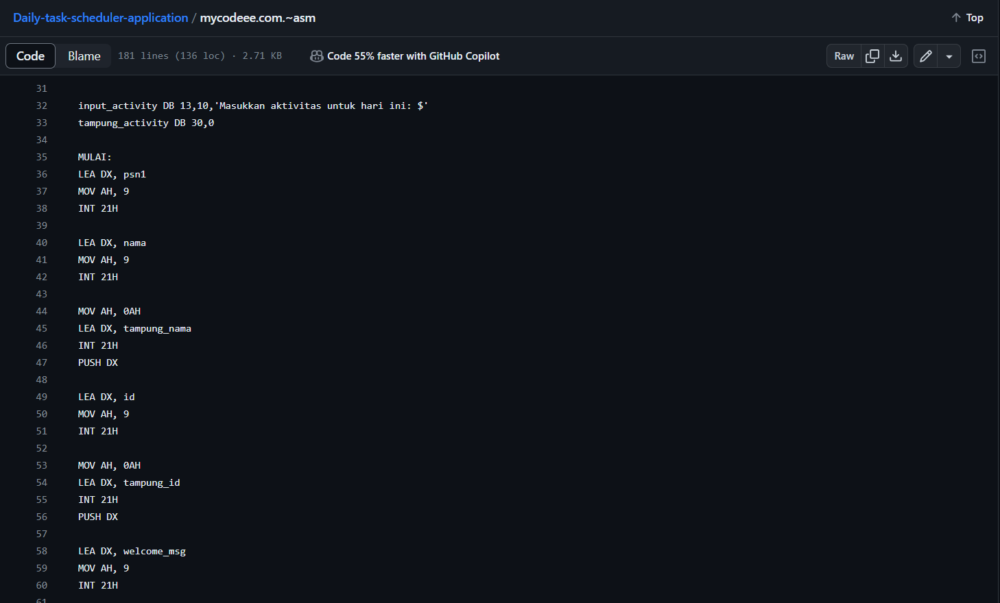 Daily-task-scheduler-application / mycodeee.com.~asm
Top
Code Blame 181 lines (136 loc) · 2.71 KB Code 55% faster with GitHub Copilot Raw
31
32 input_activity DB 13,10,'Masukkan aktivitas untuk hari ini: $'
33 tampung_activity DB 30,0
34
35 MULAI:
36 LEA DX, psn1
37 MOV AH, 9
38 INT 21H
39
40 LEA DX, nama
41 MOV AH, 9
42 INT 21H
43
44 MOV AH, 0AH
45 LEA DX, tampung_nama
46 INT 21H
47 PUSH DX
48
49 LEA DX, id
50 MOV AH, 9
51 INT 21H
52
53 MOV AH, 0AH
54 LEA DX, tampung_id
55 INT 21H
56 PUSH DX
57
58 LEA DX, welcome_msg
59 MOV AH, 9
60 INT 21H
61